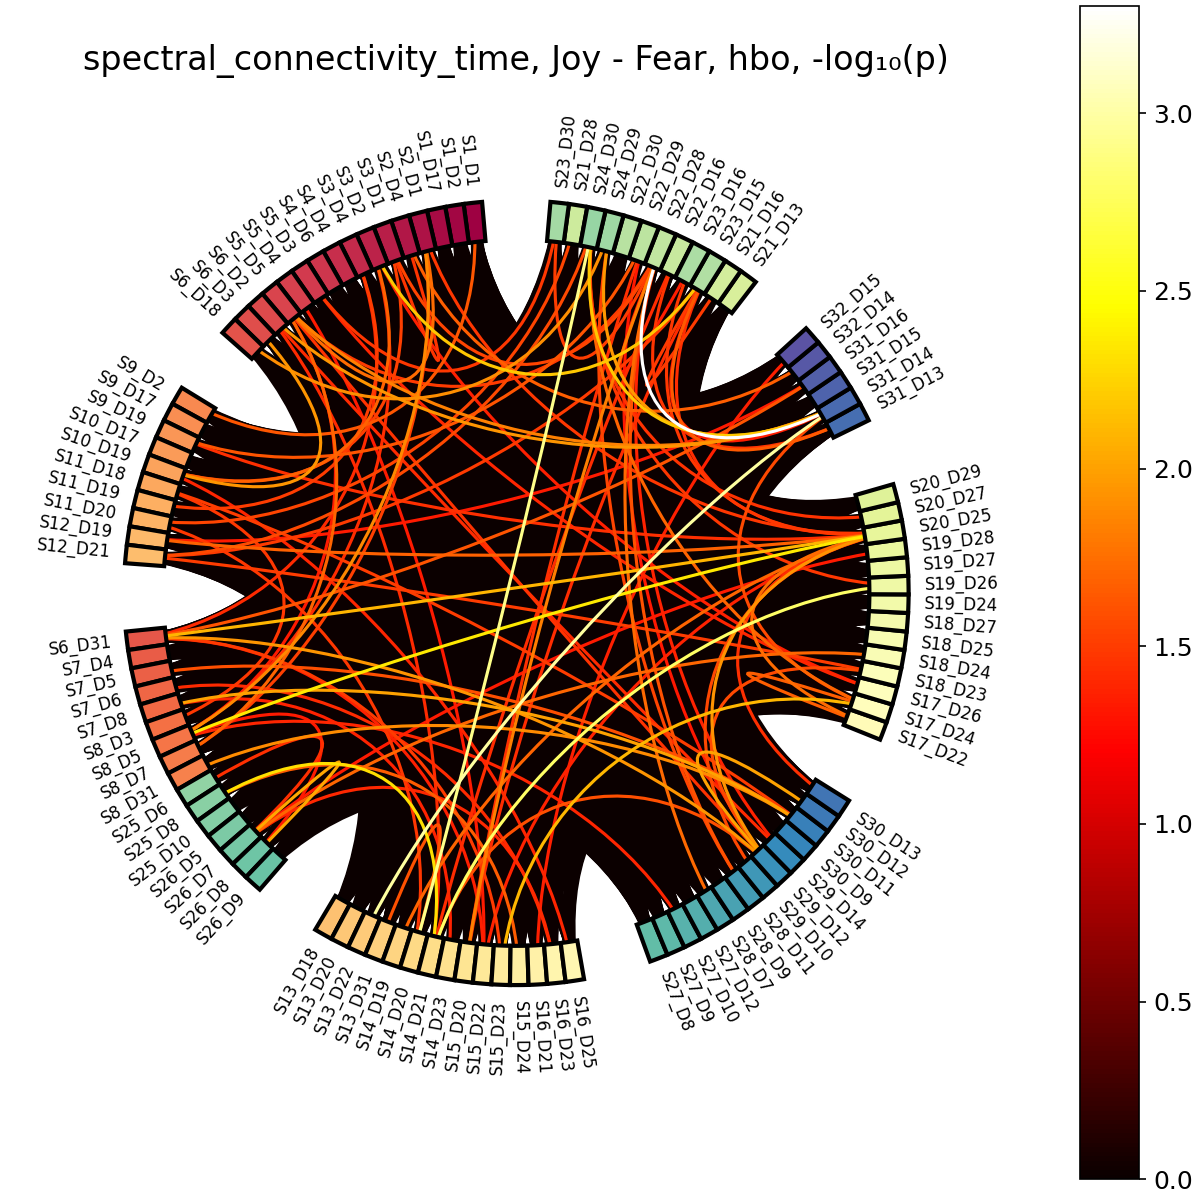 spectral_connectivity_time, Joy - Fear, hbo, -log₁₀(p)
S1_D1
S1_D2
S1_D17
S2_D1
S2_D4
S3_D1
S3_D2
S3_D4
S4_D4
S4_D6
S5_D3
S5_D4
S5_D5
S6_D2
S6_D3
S6_D18
S9_D2
S9_D17
S9_D19
S10_D17
S10_D19
S11_D18
S11_D19
S11_D20
S12_D19
S12_D21
S6_D31
S7_D4
S7_D5
S7_D6
S7_D8
S8_D3
S8_D5
S8_D7
S8_D31
S25_D6
S25_D8
S25_D10
S26_D5
S26_D7
S26_D8
S26_D9
S13_D18
S13_D20
S13_D22
S13_D31
S14_D19
S14_D20
S14_D21
S14_D23
S15_D20
S15_D22
S15_D23
S15_D24
S16_D21
S16_D23
S16_D25
S27_D8
S27_D9
S27_D10
S27_D12
S28_D7
S28_D9
S28_D11
S29_D10
S29_D12
S29_D14
S30_D9
S30_D11
S30_D12
S30_D13
S17_D22
S17_D24
S17_D26
S18_D23
S18_D24
S18_D25
S18_D27
S19_D24
S19_D26
S19_D27
S19_D28
S20_D25
S20_D27
S20_D29
S31_D13
S31_D14
S31_D15
S31_D16
S32_D14
S32_D15
S21_D13
S21_D16
S23_D15
S23_D16
S22_D16
S22_D28
S22_D29
S22_D30
S24_D29
S24_D30
S21_D28
S23_D30
3.0
2.5
2.0
1.5
1.0
0.5
0.0